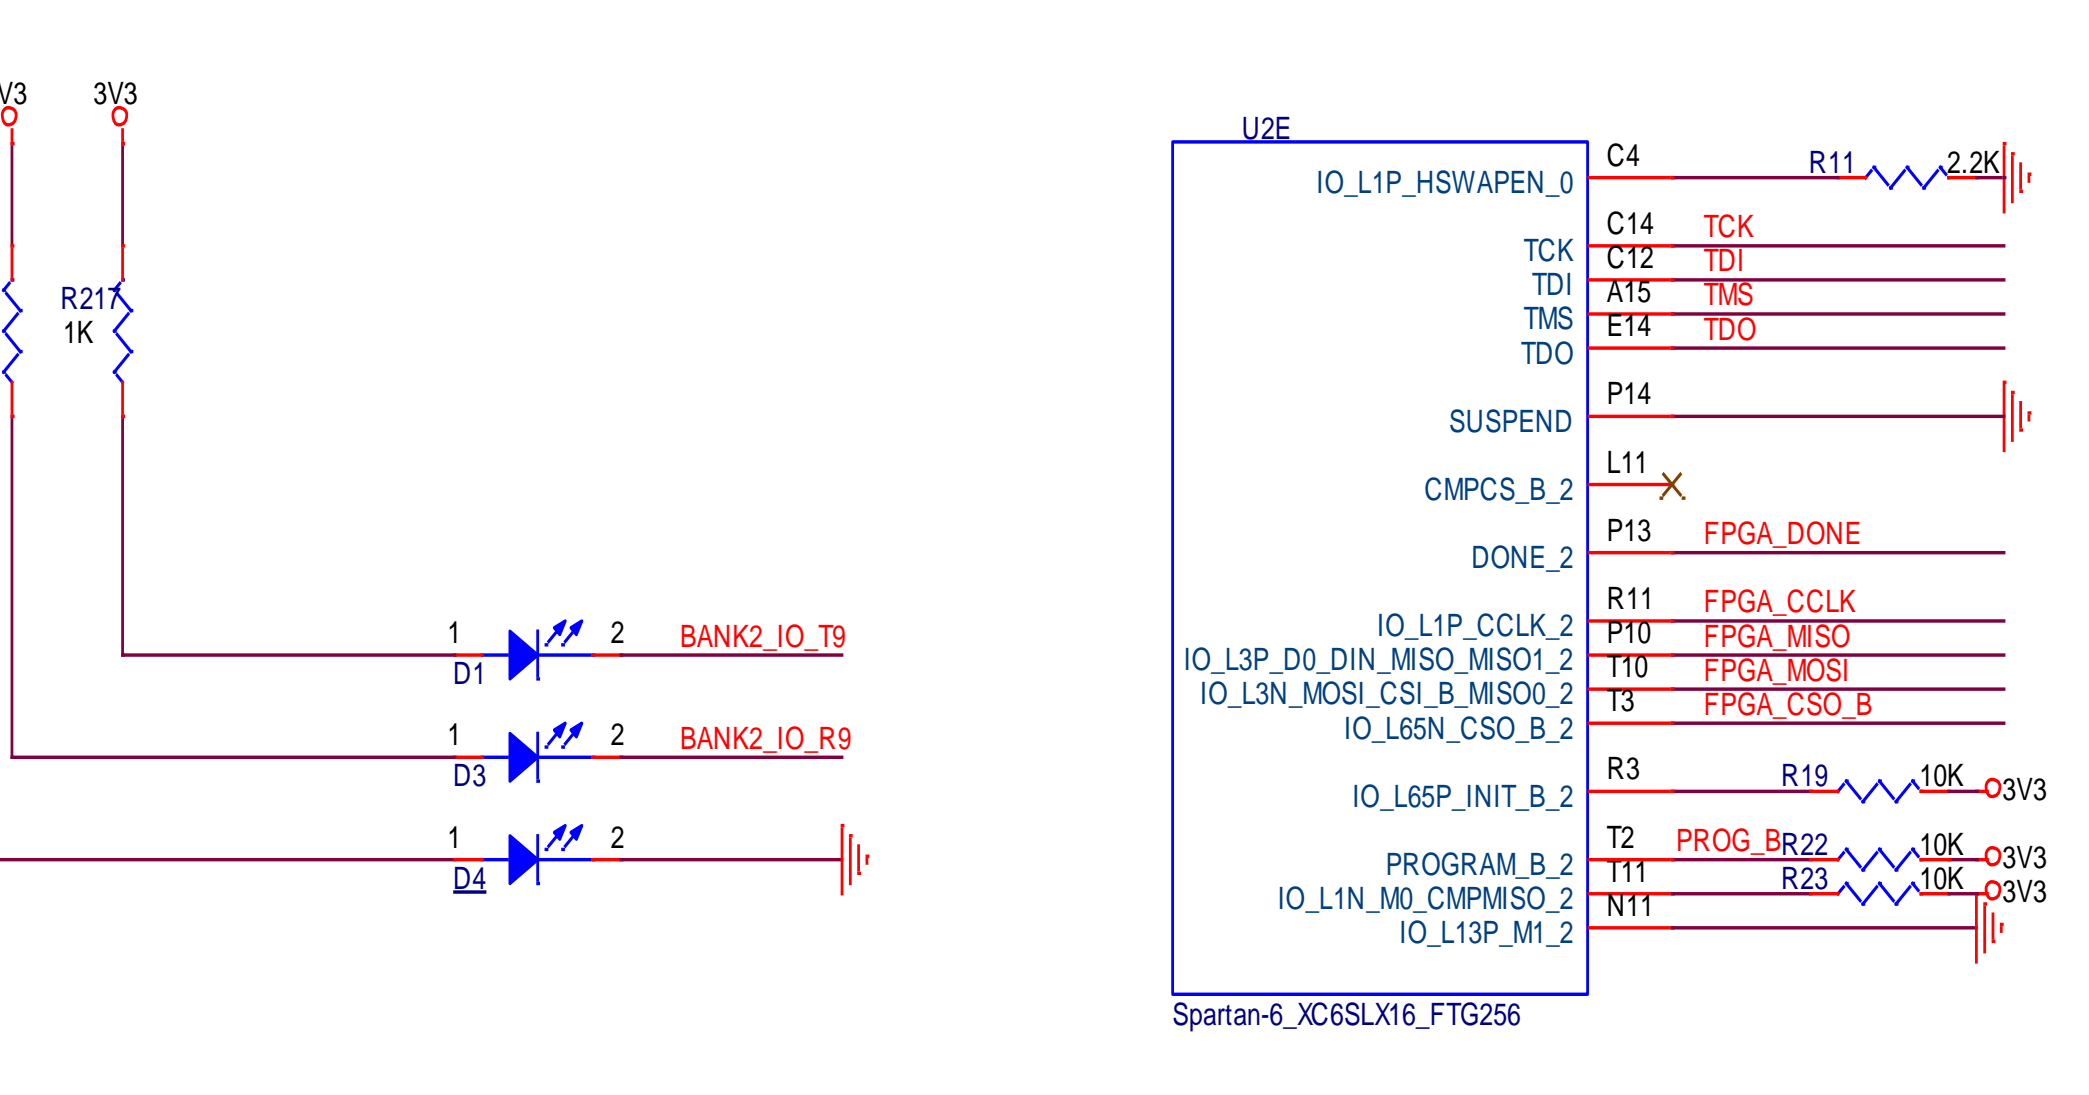 V3
3V3
R217
1K
1
2
BANK2_IO_T9
D1
1
2
BANK2_IO_R9
D3
1
2
D4
U2E
IO_L1P_HSWAPEN_0
C4
R11
2.2K
TCK
C14
TCK
TDI
C12
TDI
TMS
A15
TMS
TDO
E14
TDO
SUSPEND
P14
CMPCS_B_2
L11
DONE_2
P13
FPGA_DONE
IO_L1P_CCLK_2
R11
FPGA_CCLK
IO_L3P_D0_DIN_MISO_MISO1_2
P10
FPGA_MISO
IO_L3N_MOSI_CSI_B_MISO0_2
T10
FPGA_MOSI
IO_L65N_CSO_B_2
T3
FPGA_CSO_B
IO_L65P_INIT_B_2
R3
R19
10K
3V3
PROGRAM_B_2
T2
PROG_B
R22
10K
3V3
IO_L1N_M0_CMPMISO_2
T11
R23
10K
3V3
IO_L13P_M1_2
N11
Spartan-6_XC6SLX16_FTG256